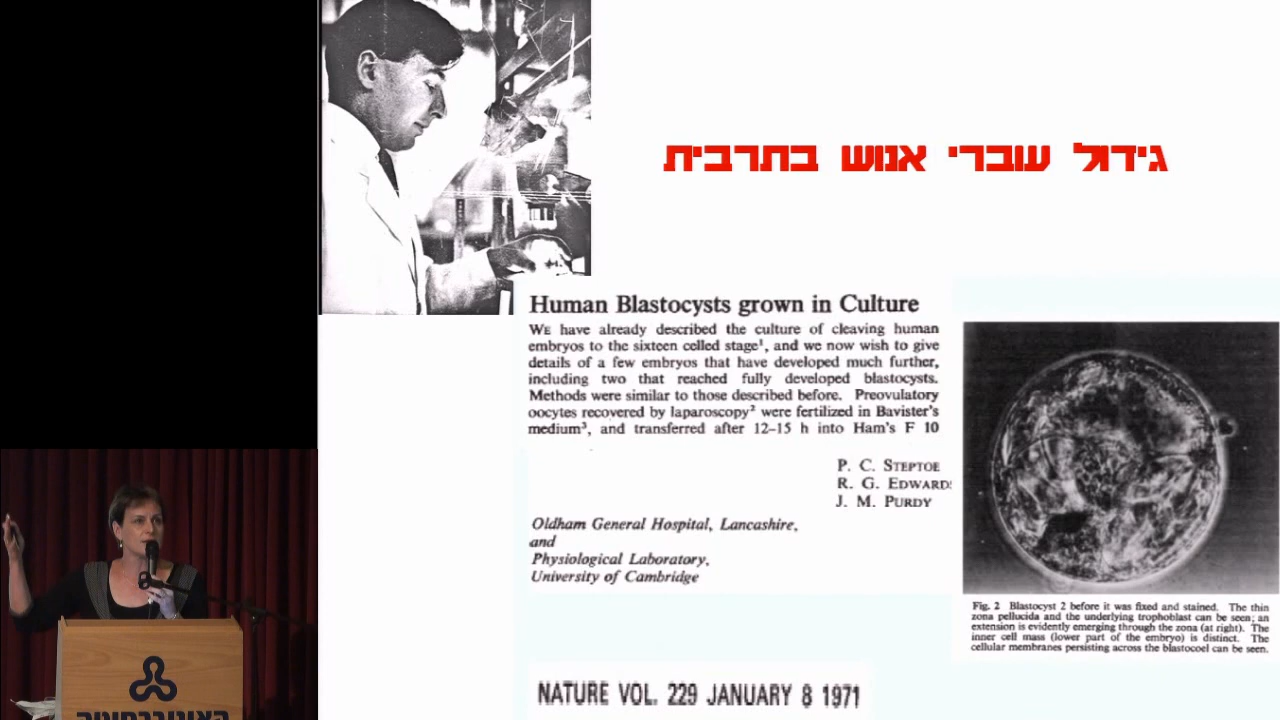 גידול עוברי אנוש בתרבית
Human Blastocysts grown in Culture
WE have already described the culture of cleaving human
embryos to the sixteen celled stage¹, and we now wish to give
details of a few embryos that have developed much further,
including two that reached fully developed blastocysts.
Methods were similar to those described before. Preovulatory
oocytes recovered by laparoscopy² were fertilized in Bavister's
medium³, and transferred after 12–15 h into Ham's F 10
P. C. STEPTOE
R. G. EDWARDS
J. M. PURDY
Oldham General Hospital, Lancashire,
and
Physiological Laboratory,
University of Cambridge
Fig. 2 Blastocyst 2 before it was fixed and stained. The thin
zona pellucida and the underlying trophoblast can be seen; an
extension is evidently emerging through the zona (at right). The
inner cell mass (lower part of the embryo) is distinct. The
cellular membranes persisting across the blastocoel can be seen.
NATURE VOL. 229 JANUARY 8 1971
האוניברסיטה